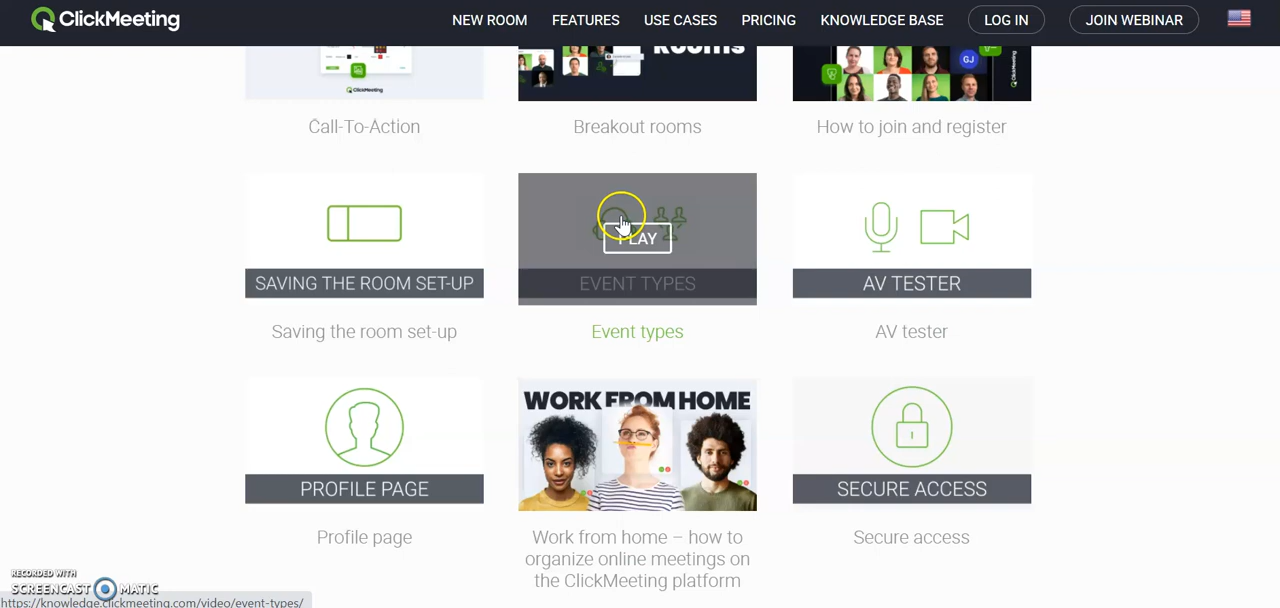 ClickMeeting
NEW ROOM FEATURES USE CASES PRICING KNOWLEDGE BASE LOG IN JOIN WEBINAR
ClickMeeting
GJ
ClickMeeting
Call-To-Action Breakout rooms How to join and register
PLAY
SAVING THE ROOM SET-UP EVENT TYPES AV TESTER
Saving the room set-up Event types AV tester
WORK FROM HOME
PROFILE PAGE SECURE ACCESS
Profile page Work from home – how to Secure access
organize online meetings on
the ClickMeeting platform
RECORDED WITH
SCREENCAST MATIC
https://knowledge.clickmeeting.com/video/event-types/